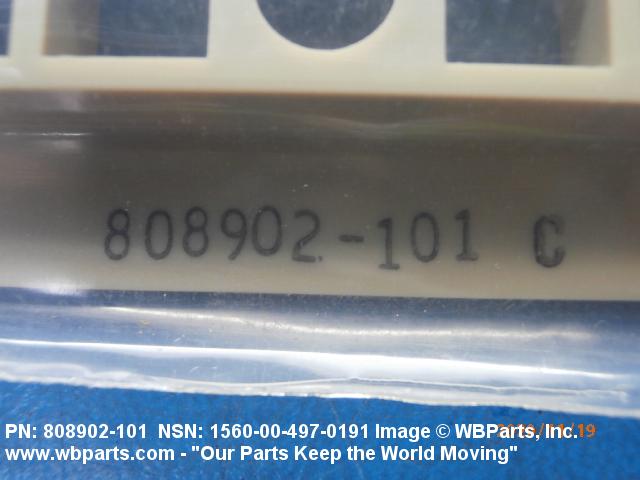 808902-101 C
PN: 808902-101 NSN: 1560-00-497-0191 Image © WBParts, Inc.
www.wbparts.com - "Our Parts Keep the World Moving"